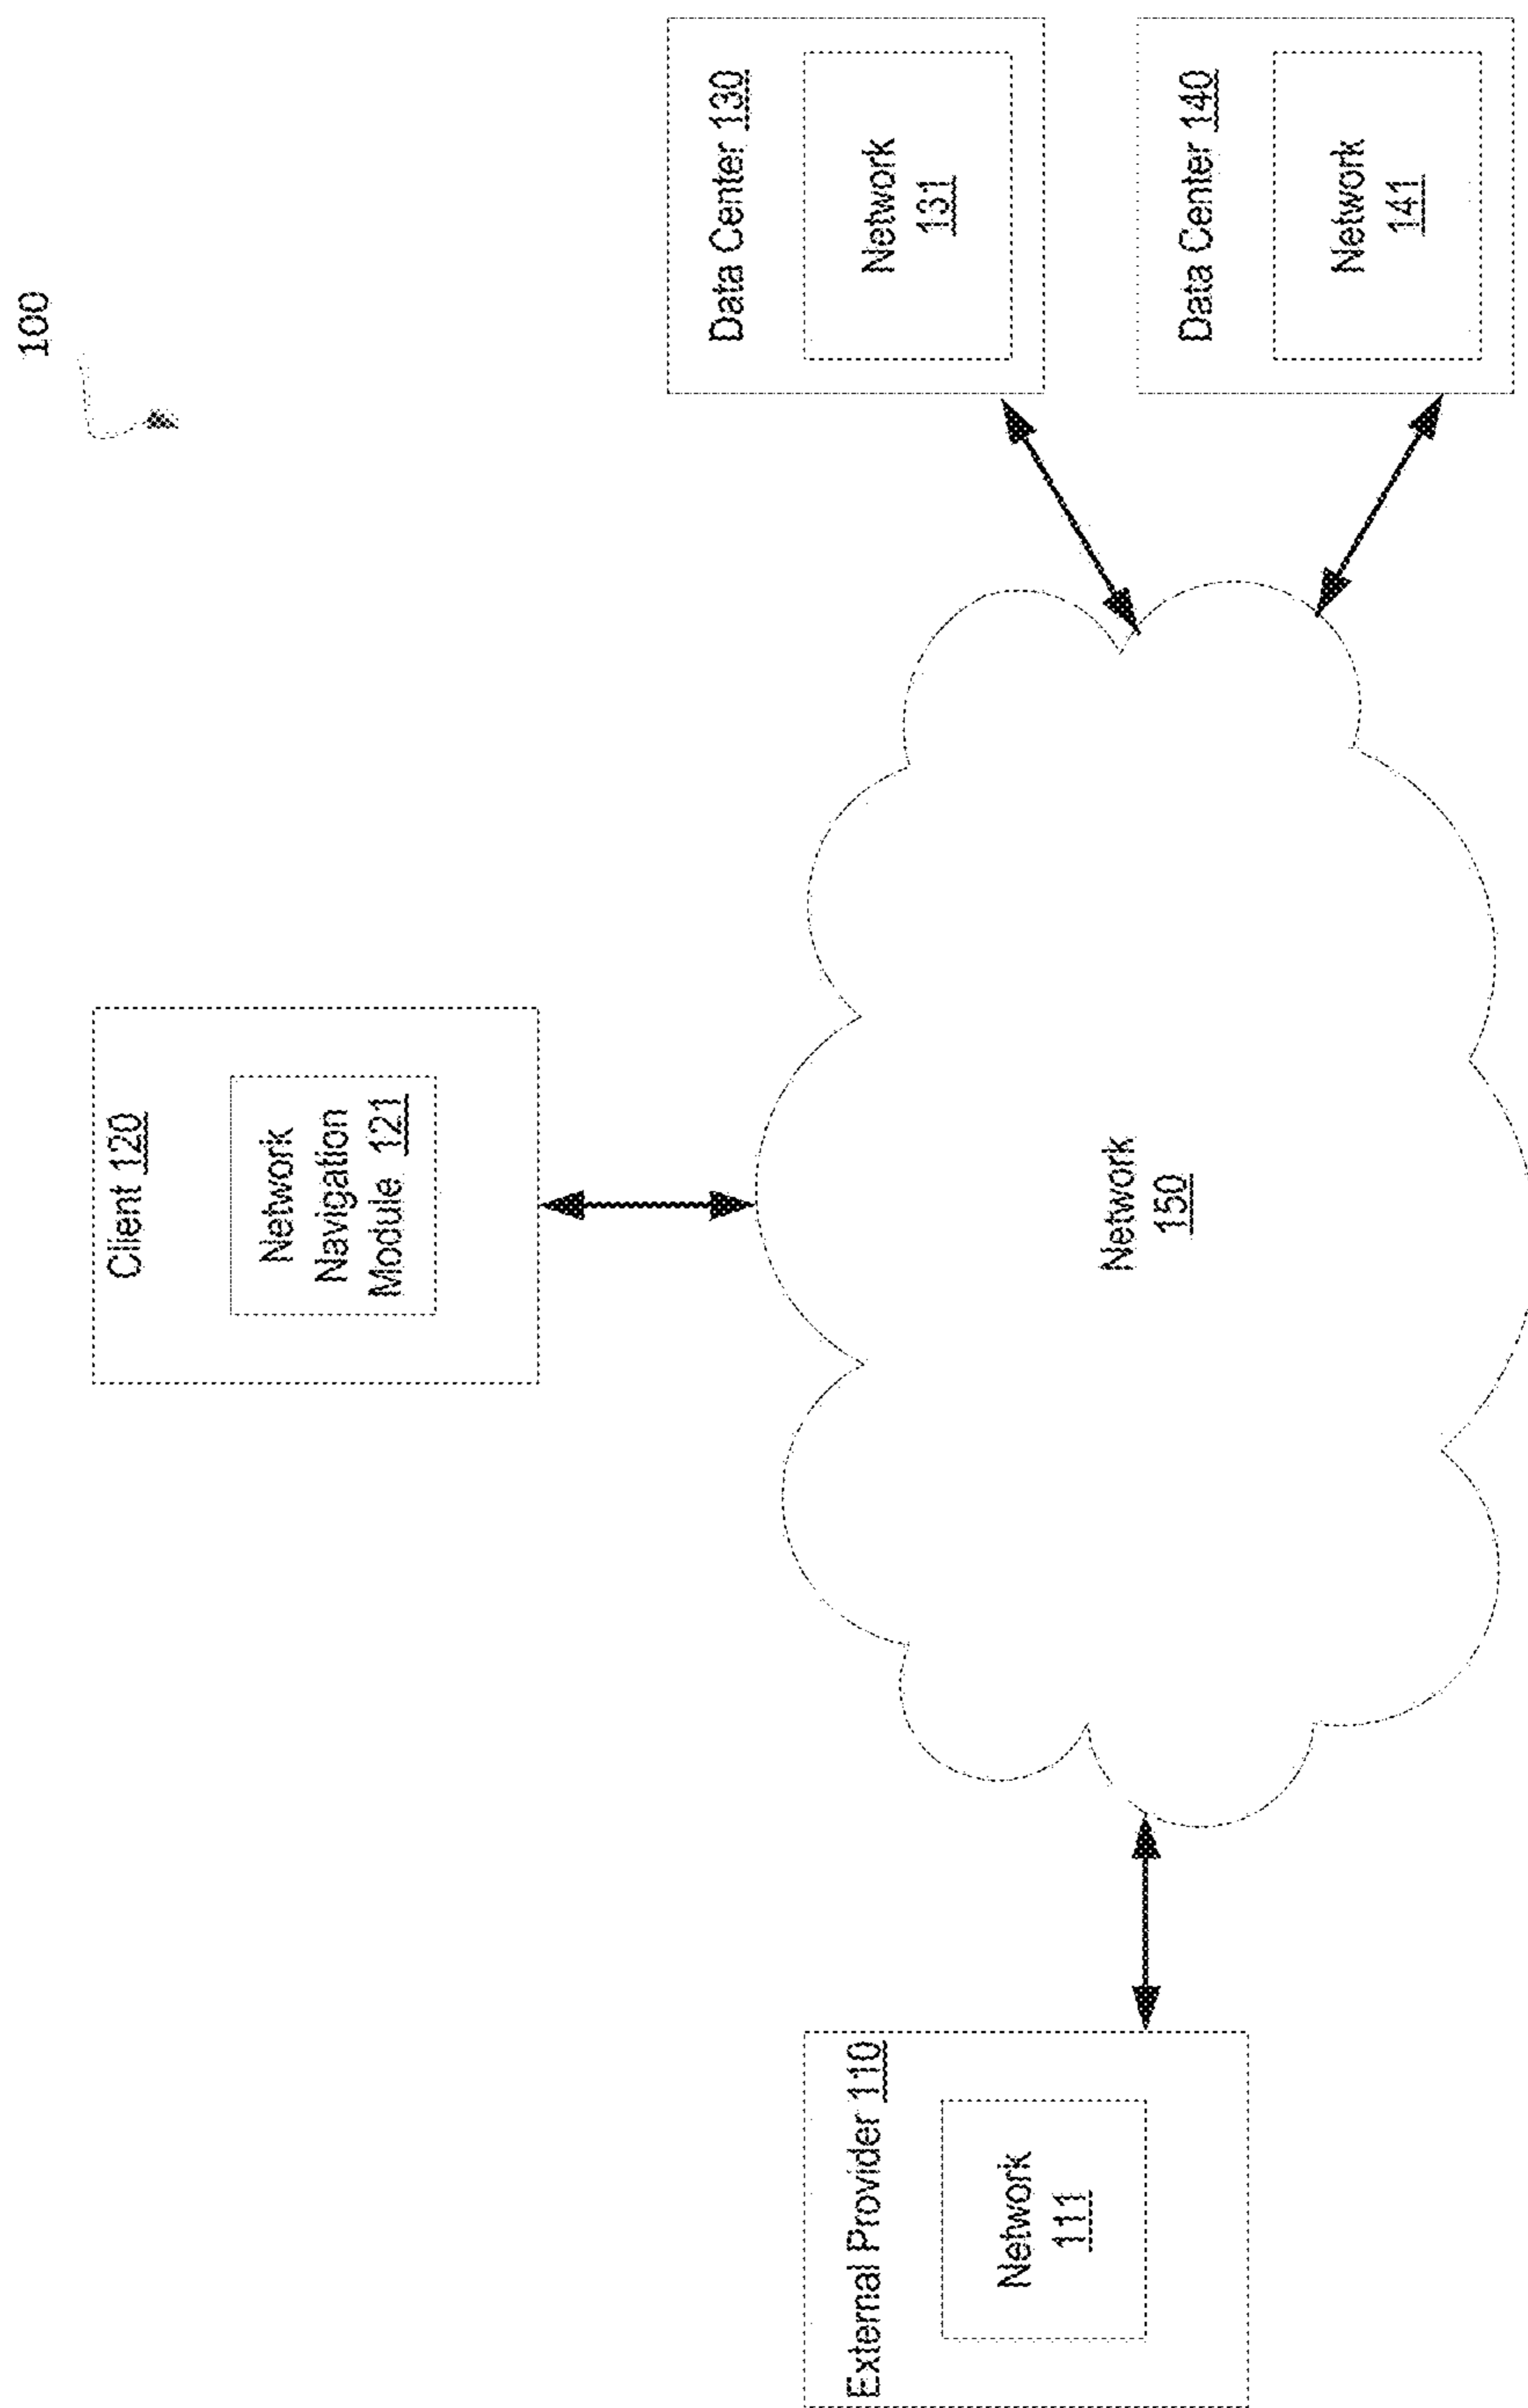 100
Client 120
Network
Navigation
Module 121
Data Center 130
Network
131
Data Center 140
Network
141
Network
150
External Provider 110
Network
111